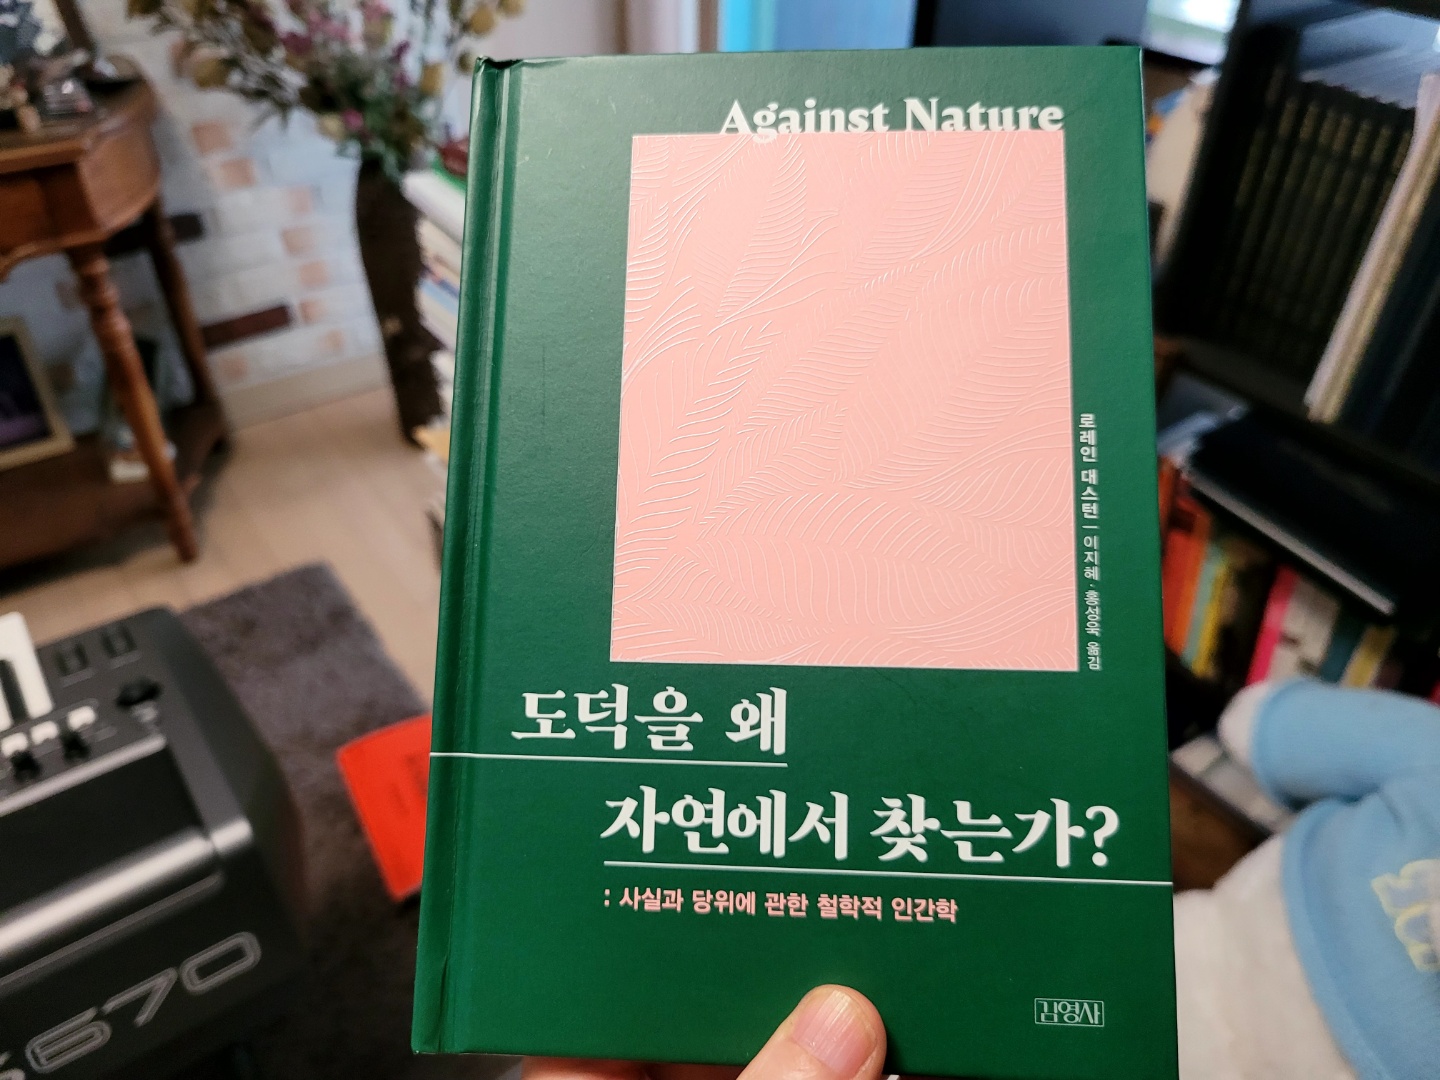 Against Nature
로레인 대스턴 | 이지혜·홍성욱 옮김
도덕을 왜
자연에서 찾는가?
: 사실과 당위에 관한 철학적 인간학
김영사
670